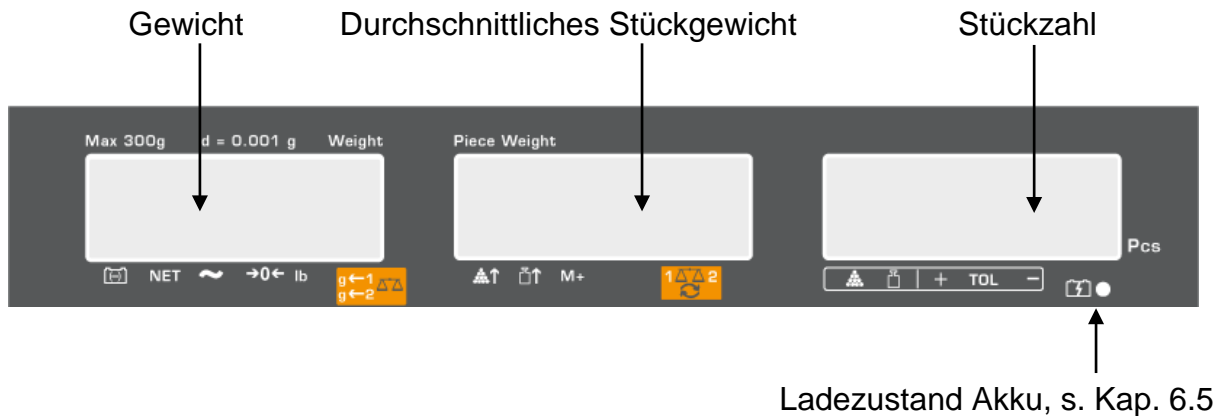 Gewicht Durchschnittliches Stückgewicht Stückzahl
Max 300g d = 0.001 g Weight Piece Weight
Pcs
NET ~ →0← lb g←1 M+ 1 2 + TOL −
g←2
Ladezustand Akku, s. Kap. 6.5